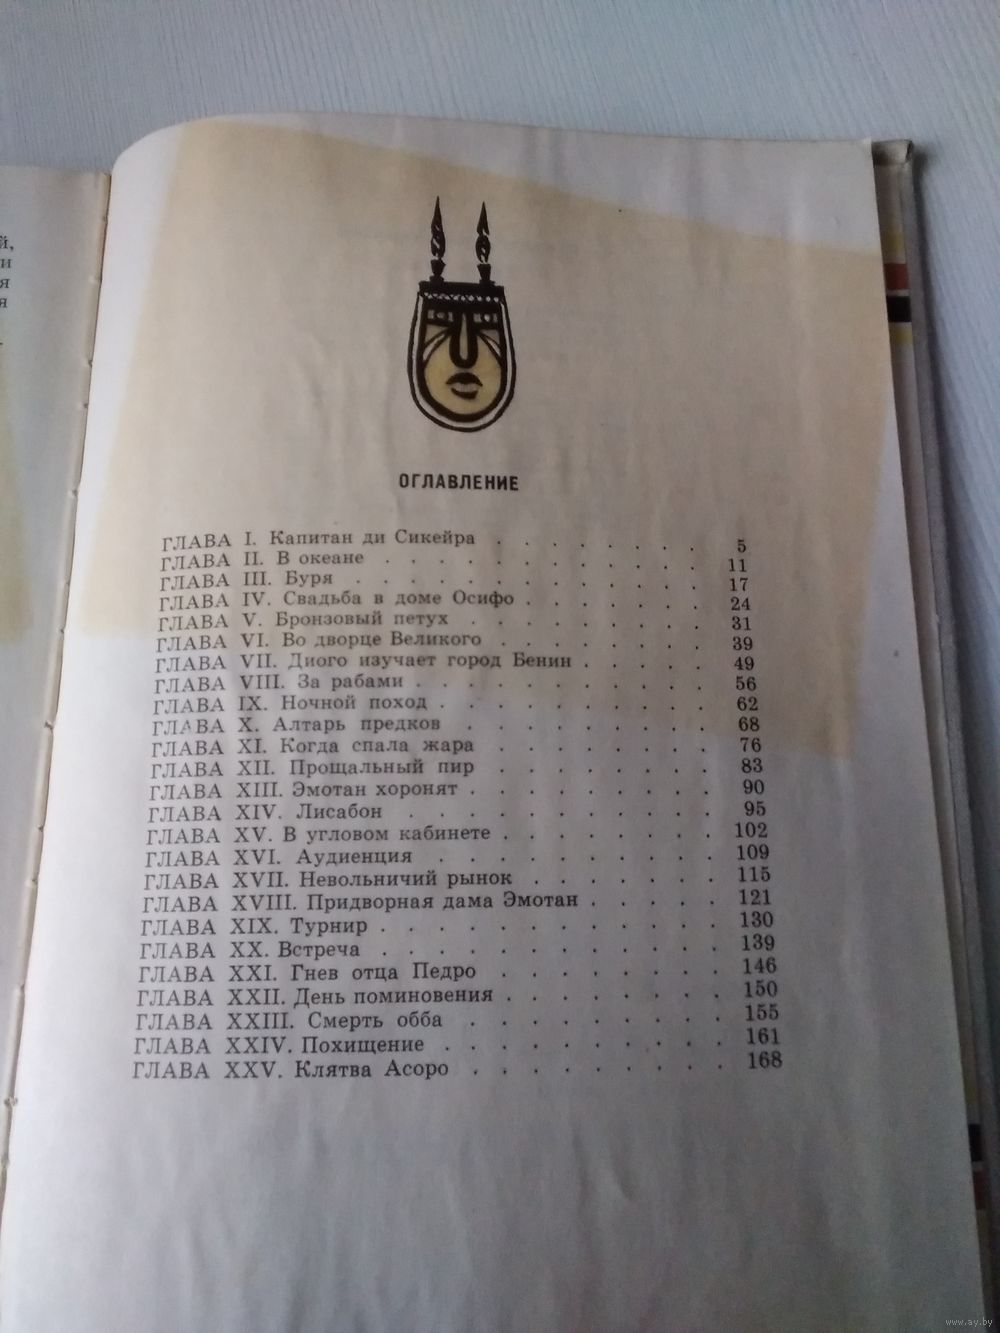 й,
и
я
я
ОГЛАВЛЕНИЕ
ГЛАВА I. Капитан ди Сикейра . . . . . . . . 5
ГЛАВА II. В океане . . . . . . . . . . . . 11
ГЛАВА III. Буря . . . . . . . . . . . . . 17
ГЛАВА IV. Свадьба в доме Осифо . . . . . . . 24
ГЛАВА V. Бронзовый петух . . . . . . . . . 31
ГЛАВА VI. Во дворце Великого . . . . . . . . 39
ГЛАВА VII. Диого изучает город Бенин . . . . . 49
ГЛАВА VIII. За рабами . . . . . . . . . . . 56
ГЛАВА IX. Ночной поход . . . . . . . . . . 62
ГЛАВА X. Алтарь предков . . . . . . . . . 68
ГЛАВА XI. Когда спала жара . . . . . . . . 76
ГЛАВА XII. Прощальный пир . . . . . . . . 83
ГЛАВА XIII. Эмотан хоронят . . . . . . . . . 90
ГЛАВА XIV. Лисабон . . . . . . . . . . . 95
ГЛАВА XV. В угловом кабинете . . . . . . . . 102
ГЛАВА XVI. Аудиенция . . . . . . . . . . 109
ГЛАВА XVII. Невольничий рынок . . . . . . . 115
ГЛАВА XVIII. Придворная дама Эмотан . . . . . 121
ГЛАВА XIX. Турнир . . . . . . . . . . . . 130
ГЛАВА XX. Встреча . . . . . . . . . . . . 139
ГЛАВА XXI. Гнев отца Педро . . . . . . . . 146
ГЛАВА XXII. День поминовения . . . . . . . . 150
ГЛАВА XXIII. Смерть обба . . . . . . . . . 155
ГЛАВА XXIV. Похищение . . . . . . . . . . 161
ГЛАВА XXV. Клятва Асоро . . . . . . . . . 168
www.ay.by